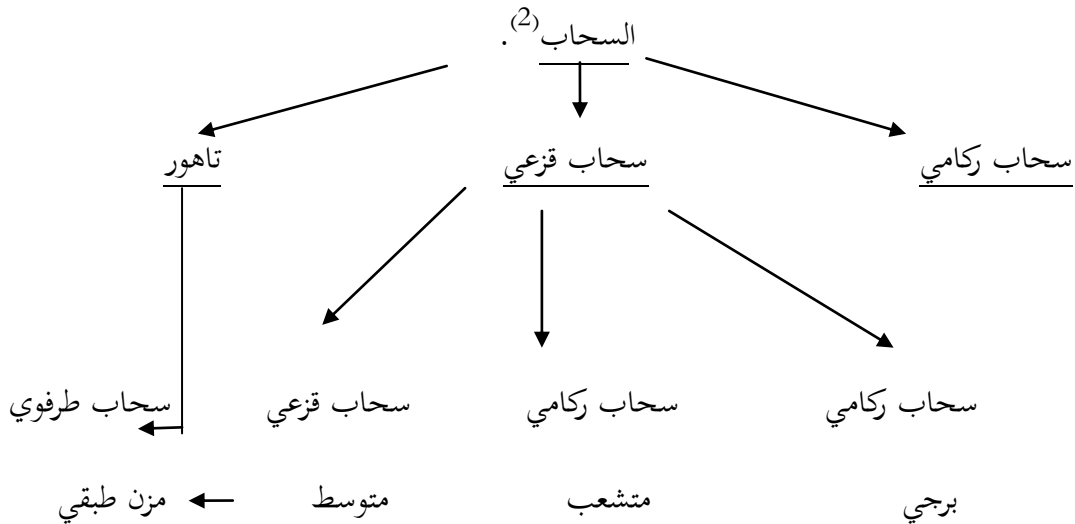 السحاب(2).
سحاب ركامي سحاب قزعي تاهور
سحاب ركامي سحاب ركامي سحاب قزعي سحاب طرفوي
برجي متشعب متوسط مزن طبقي